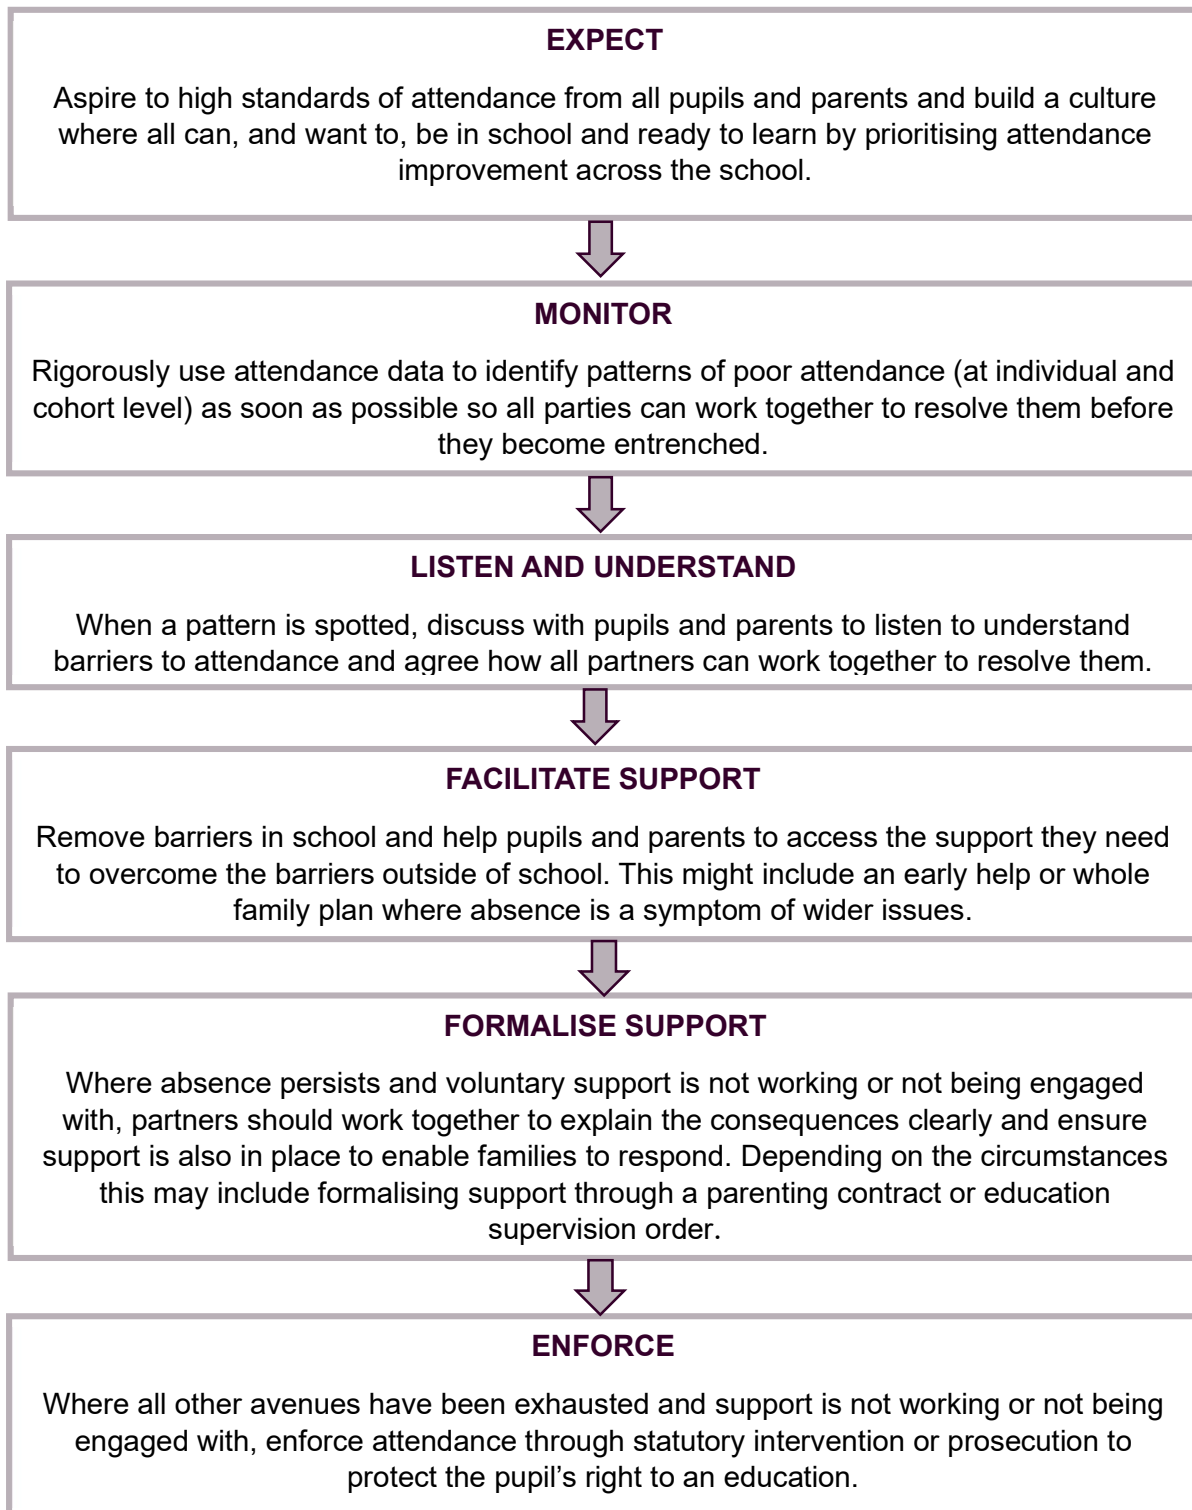 EXPECT
Aspire to high standards of attendance from all pupils and parents and build a culture
where all can, and want to, be in school and ready to learn by prioritising attendance
improvement across the school.
MONITOR
Rigorously use attendance data to identify patterns of poor attendance (at individual and
cohort level) as soon as possible so all parties can work together to resolve them before
they become entrenched.
LISTEN AND UNDERSTAND
When a pattern is spotted, discuss with pupils and parents to listen to understand
barriers to attendance and agree how all partners can work together to resolve them.
FACILITATE SUPPORT
Remove barriers in school and help pupils and parents to access the support they need
to overcome the barriers outside of school. This might include an early help or whole
family plan where absence is a symptom of wider issues.
FORMALISE SUPPORT
Where absence persists and voluntary support is not working or not being engaged
with, partners should work together to explain the consequences clearly and ensure
support is also in place to enable families to respond. Depending on the circumstances
this may include formalising support through a parenting contract or education
supervision order.
ENFORCE
Where all other avenues have been exhausted and support is not working or not being
engaged with, enforce attendance through statutory intervention or prosecution to
protect the pupil’s right to an education.